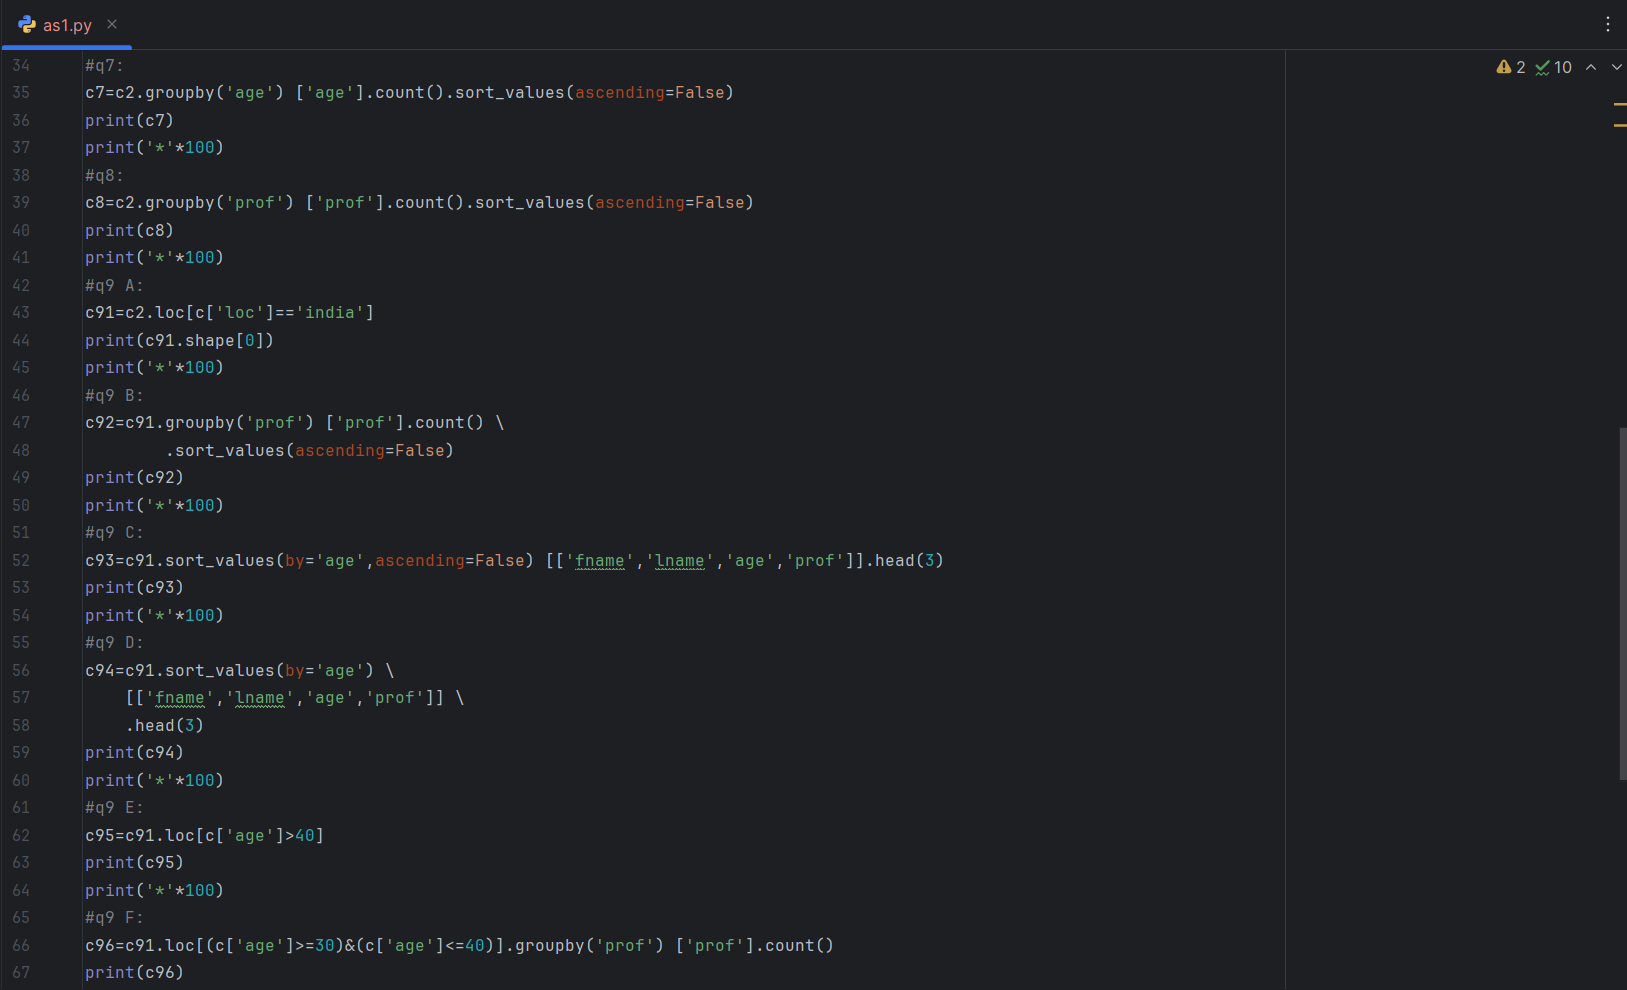 as1.py
2 10
34 #q7:
35 c7=c2.groupby('age') ['age'].count().sort_values(ascending=False)
36 print(c7)
37 print('*'*100)
38 #q8:
39 c8=c2.groupby('prof') ['prof'].count().sort_values(ascending=False)
40 print(c8)
41 print('*'*100)
42 #q9 A:
43 c91=c2.loc[c['loc']=='india']
44 print(c91.shape[0])
45 print('*'*100)
46 #q9 B:
47 c92=c91.groupby('prof') ['prof'].count() \
48         .sort_values(ascending=False)
49 print(c92)
50 print('*'*100)
51 #q9 C:
52 c93=c91.sort_values(by='age',ascending=False) [['fname','lname','age','prof']].head(3)
53 print(c93)
54 print('*'*100)
55 #q9 D:
56 c94=c91.sort_values(by='age') \
57     [['fname','lname','age','prof']] \
58     .head(3)
59 print(c94)
60 print('*'*100)
61 #q9 E:
62 c95=c91.loc[c['age']>40]
63 print(c95)
64 print('*'*100)
65 #q9 F:
66 c96=c91.loc[(c['age']>=30)&(c['age']<=40)].groupby('prof') ['prof'].count()
67 print(c96)